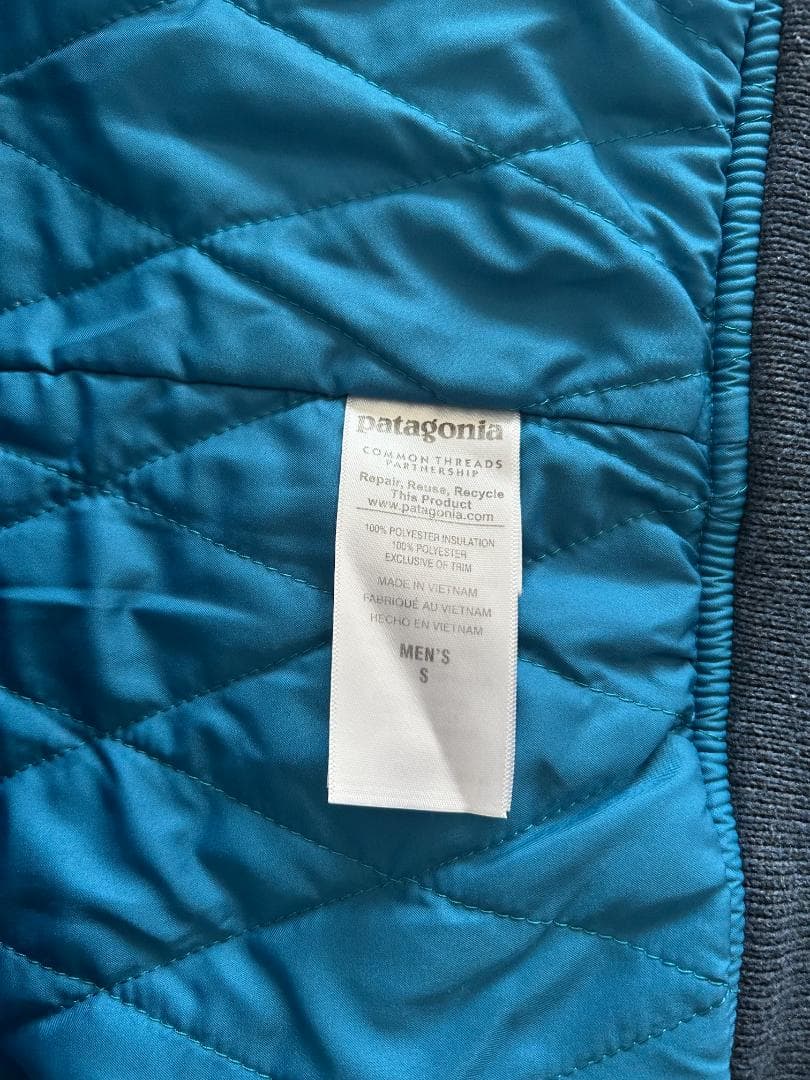 patagonia
COMMON THREADS
PARTNERSHIP
Repair, Reuse, Recycle
This Product
www.patagonia.com
100% POLYESTER INSULATION
100% POLYESTER
EXCLUSIVE OF TRIM
MADE IN VIETNAM
FABRIQUÉ AU VIETNAM
HECHO EN VIETNAM
MEN'S
S